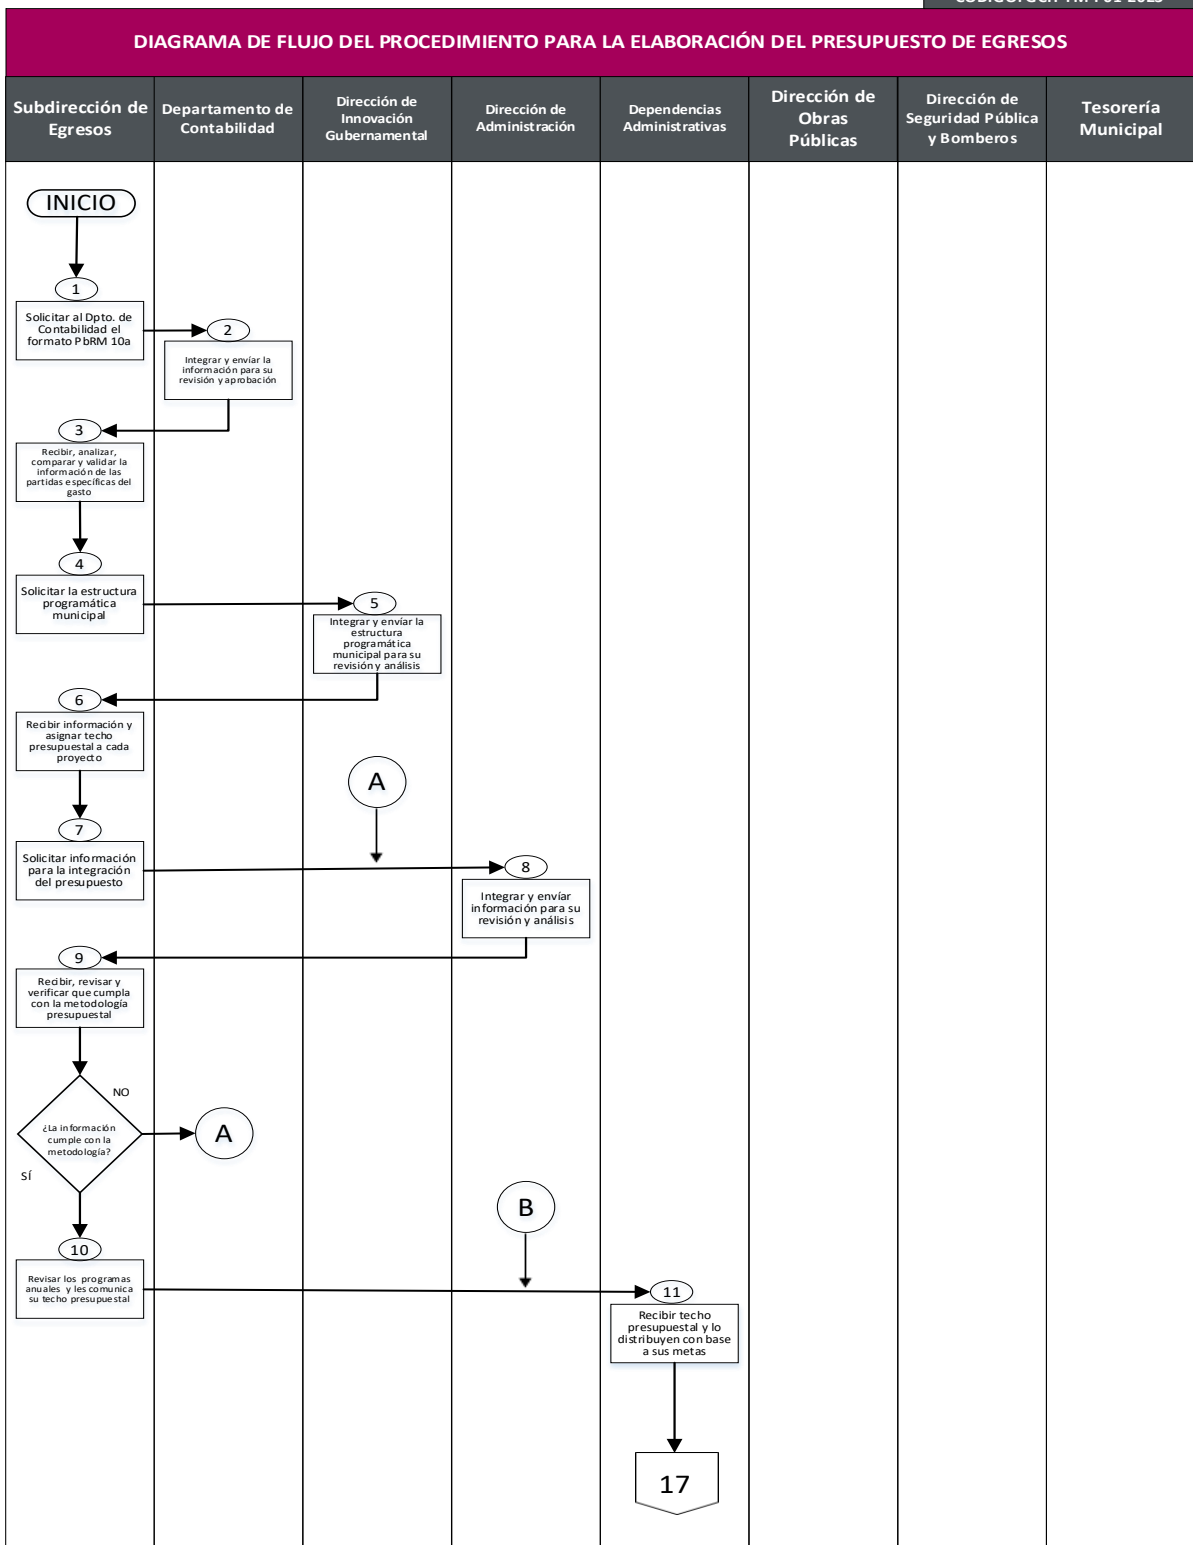 DIAGRAMA DE FLUJO DEL PROCEDIMIENTO PARA LA ELABORACIÓN DEL PRESUPUESTO DE EGRESOS
Subdirección de
Egresos
Departamento de
Contabilidad
Dirección de
Innovación
Gubernamental
Dirección de
Administración
Dependencias
Administrativas
Dirección de
Obras
Públicas
Dirección de
Seguridad Pública
y Bomberos
Tesorería
Municipal
INICIO
1
Solicitar al Dpto. de
Contabilidad el
formato PbRM 10a
2
Integrar y envíar la
información para su
revisión y aprobación
3
Recibir, analizar,
comparar y validar la
información de las
partidas específicas del
gasto
4
Solicitar la estructura
programática
municipal
5
Integrar y envíar la
estructura
programática
municipal para su
revisión y análisis
6
Recibir información y
asignar techo
presupuestal a cada
proyecto
A
7
Solicitar información
para la integración
del presupuesto
8
Integrar y envíar
información para su
revisión y análisis
9
Recibir, revisar y
verificar que cumpla
con la metodología
presupuestal
NO
¿La información
cumple con la
metodología?
A
SÍ
B
10
Revisar los programas
anuales y les comunica
su techo presupuestal
11
Recibir techo
presupuestal y lo
distribuyen con base
a sus metas
17